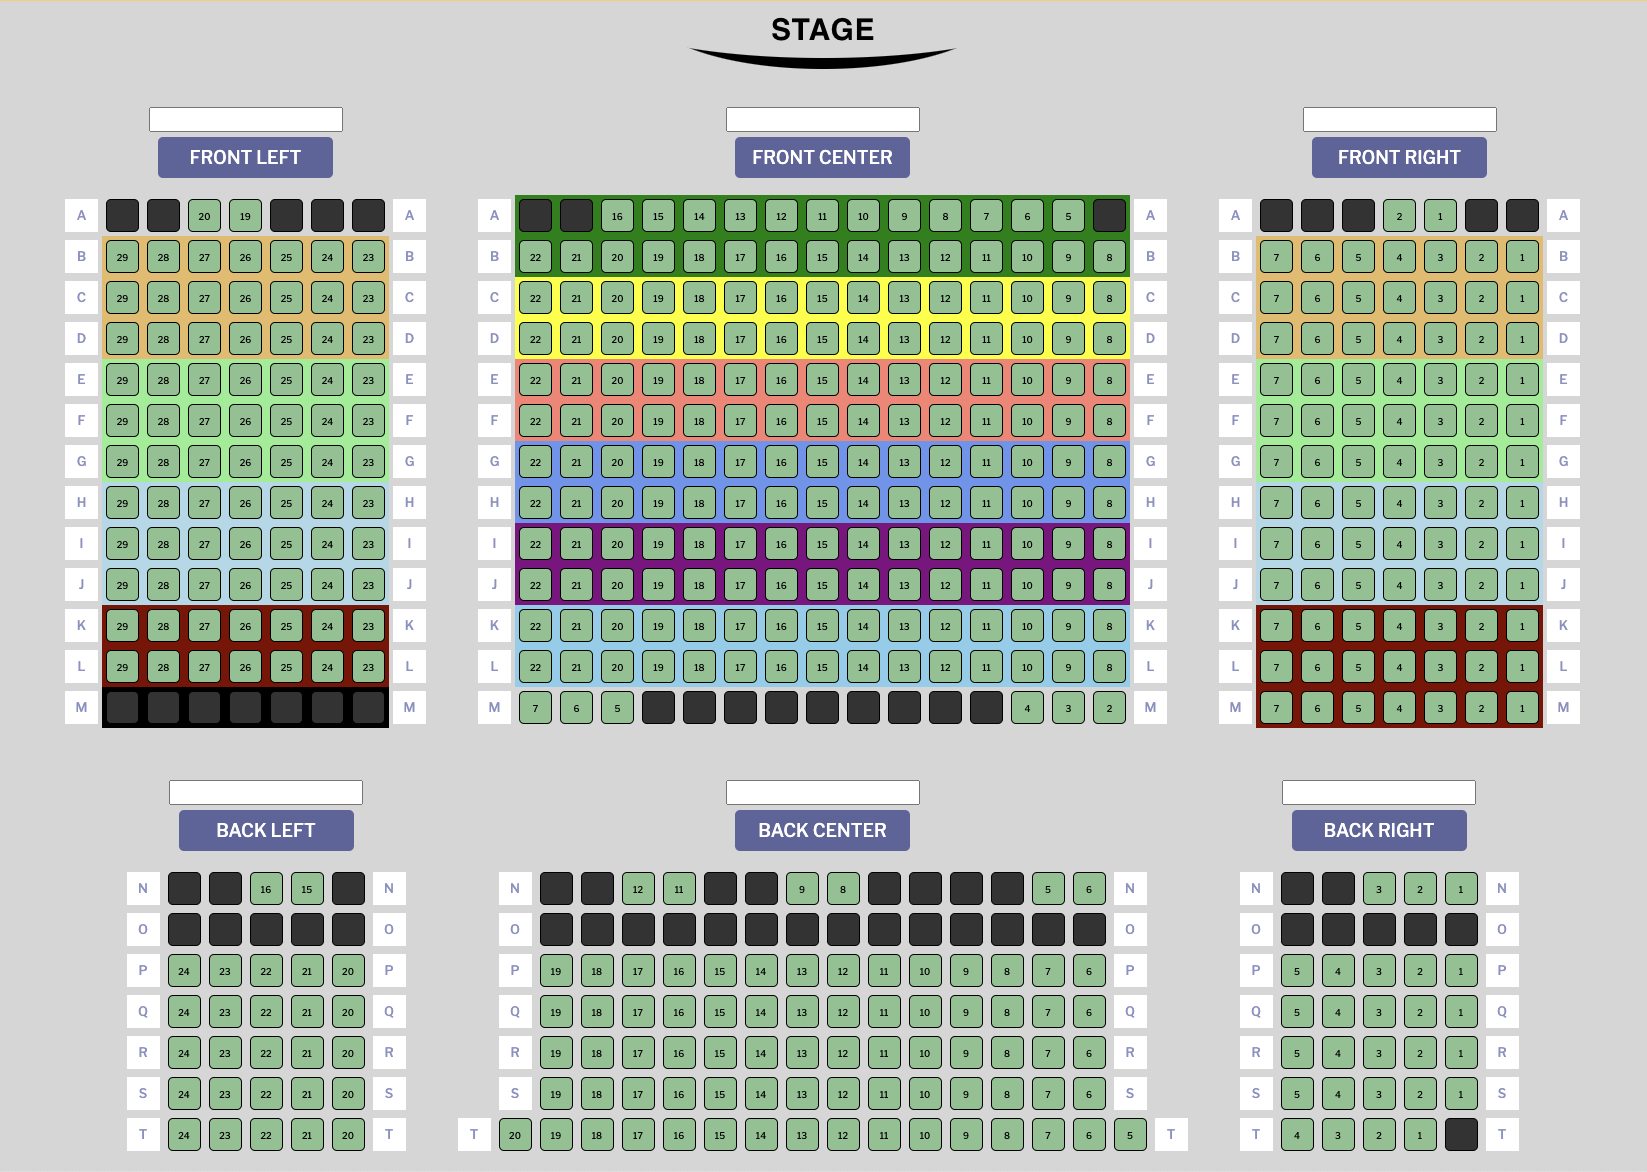 STAGE
FRONT LEFT FRONT CENTER FRONT RIGHT
A 20 19 A A 16 15 14 13 12 11 10 9 8 7 6 5 A A 2 1 A
B 29 28 27 26 25 24 23 B B 22 21 20 19 18 17 16 15 14 13 12 11 10 9 8 B B 7 6 5 4 3 2 1 B
C 29 28 27 26 25 24 23 C C 22 21 20 19 18 17 16 15 14 13 12 11 10 9 8 C C 7 6 5 4 3 2 1 C
D 29 28 27 26 25 24 23 D D 22 21 20 19 18 17 16 15 14 13 12 11 10 9 8 D D 7 6 5 4 3 2 1 D
E 29 28 27 26 25 24 23 E E 22 21 20 19 18 17 16 15 14 13 12 11 10 9 8 E E 7 6 5 4 3 2 1 E
F 29 28 27 26 25 24 23 F F 22 21 20 19 18 17 16 15 14 13 12 11 10 9 8 F F 7 6 5 4 3 2 1 F
G 29 28 27 26 25 24 23 G G 22 21 20 19 18 17 16 15 14 13 12 11 10 9 8 G G 7 6 5 4 3 2 1 G
H 29 28 27 26 25 24 23 H H 22 21 20 19 18 17 16 15 14 13 12 11 10 9 8 H H 7 6 5 4 3 2 1 H
I 29 28 27 26 25 24 23 I I 22 21 20 19 18 17 16 15 14 13 12 11 10 9 8 I I 7 6 5 4 3 2 1 I
J 29 28 27 26 25 24 23 J J 22 21 20 19 18 17 16 15 14 13 12 11 10 9 8 J J 7 6 5 4 3 2 1 J
K 29 28 27 26 25 24 23 K K 22 21 20 19 18 17 16 15 14 13 12 11 10 9 8 K K 7 6 5 4 3 2 1 K
L 29 28 27 26 25 24 23 L L 22 21 20 19 18 17 16 15 14 13 12 11 10 9 8 L L 7 6 5 4 3 2 1 L
M M M 7 6 5 4 3 2 M M 7 6 5 4 3 2 1 M
BACK LEFT BACK CENTER BACK RIGHT
N 16 15 N N 12 11 9 8 5 6 N N 3 2 1 N
O O O O O O
P 24 23 22 21 20 P P 19 18 17 16 15 14 13 12 11 10 9 8 7 6 P P 5 4 3 2 1 P
Q 24 23 22 21 20 Q Q 19 18 17 16 15 14 13 12 11 10 9 8 7 6 Q Q 5 4 3 2 1 Q
R 24 23 22 21 20 R R 19 18 17 16 15 14 13 12 11 10 9 8 7 6 R R 5 4 3 2 1 R
S 24 23 22 21 20 S S 19 18 17 16 15 14 13 12 11 10 9 8 7 6 S S 5 4 3 2 1 S
T 24 23 22 21 20 T T 20 19 18 17 16 15 14 13 12 11 10 9 8 7 6 5 T T 4 3 2 1 T